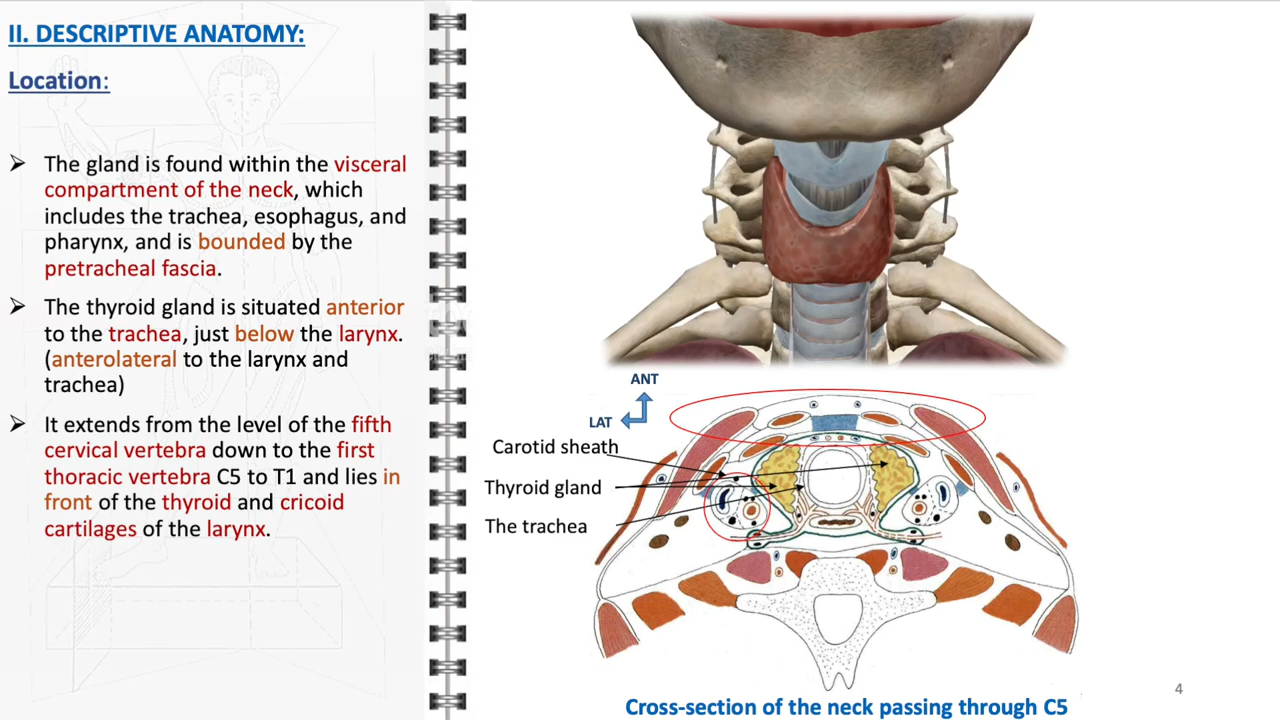 II. DESCRIPTIVE ANATOMY:
Location:
➢ The gland is found within the visceral
compartment of the neck, which
includes the trachea, esophagus, and
pharynx, and is bounded by the
pretracheal fascia.
➢ The thyroid gland is situated anterior
to the trachea, just below the larynx.
(anterolateral to the larynx and
trachea)
➢ It extends from the level of the fifth
cervical vertebra down to the first
thoracic vertebra C5 to T1 and lies in
front of the thyroid and cricoid
cartilages of the larynx.
ANT
LAT
Carotid sheath
Thyroid gland
The trachea
Cross-section of the neck passing through C5
4